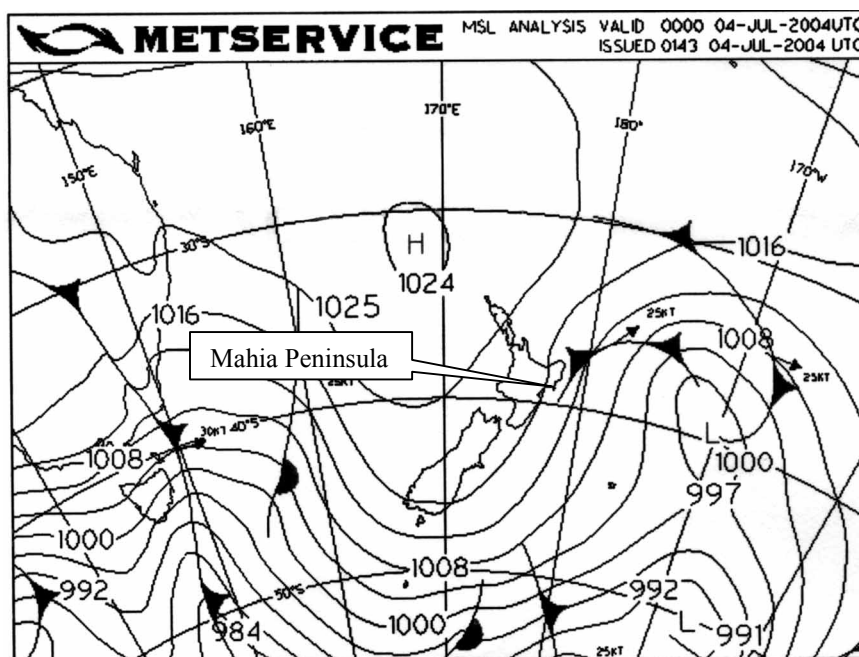 METSERVICE
MSL ANALYSIS VALID 0000 04-JUL-2004UTC
ISSUED 0143 04-JUL-2004 UTC
170°E
160°E
180°
150°E
170°W
30°S
H
1024
1016
1016
1025
25KT
1008
Mahia Peninsula
25KT
25KT
30KT 40°S
L
1008
1000
997
1000
1008
50°S
992
992
1000
984
L
991
25KT